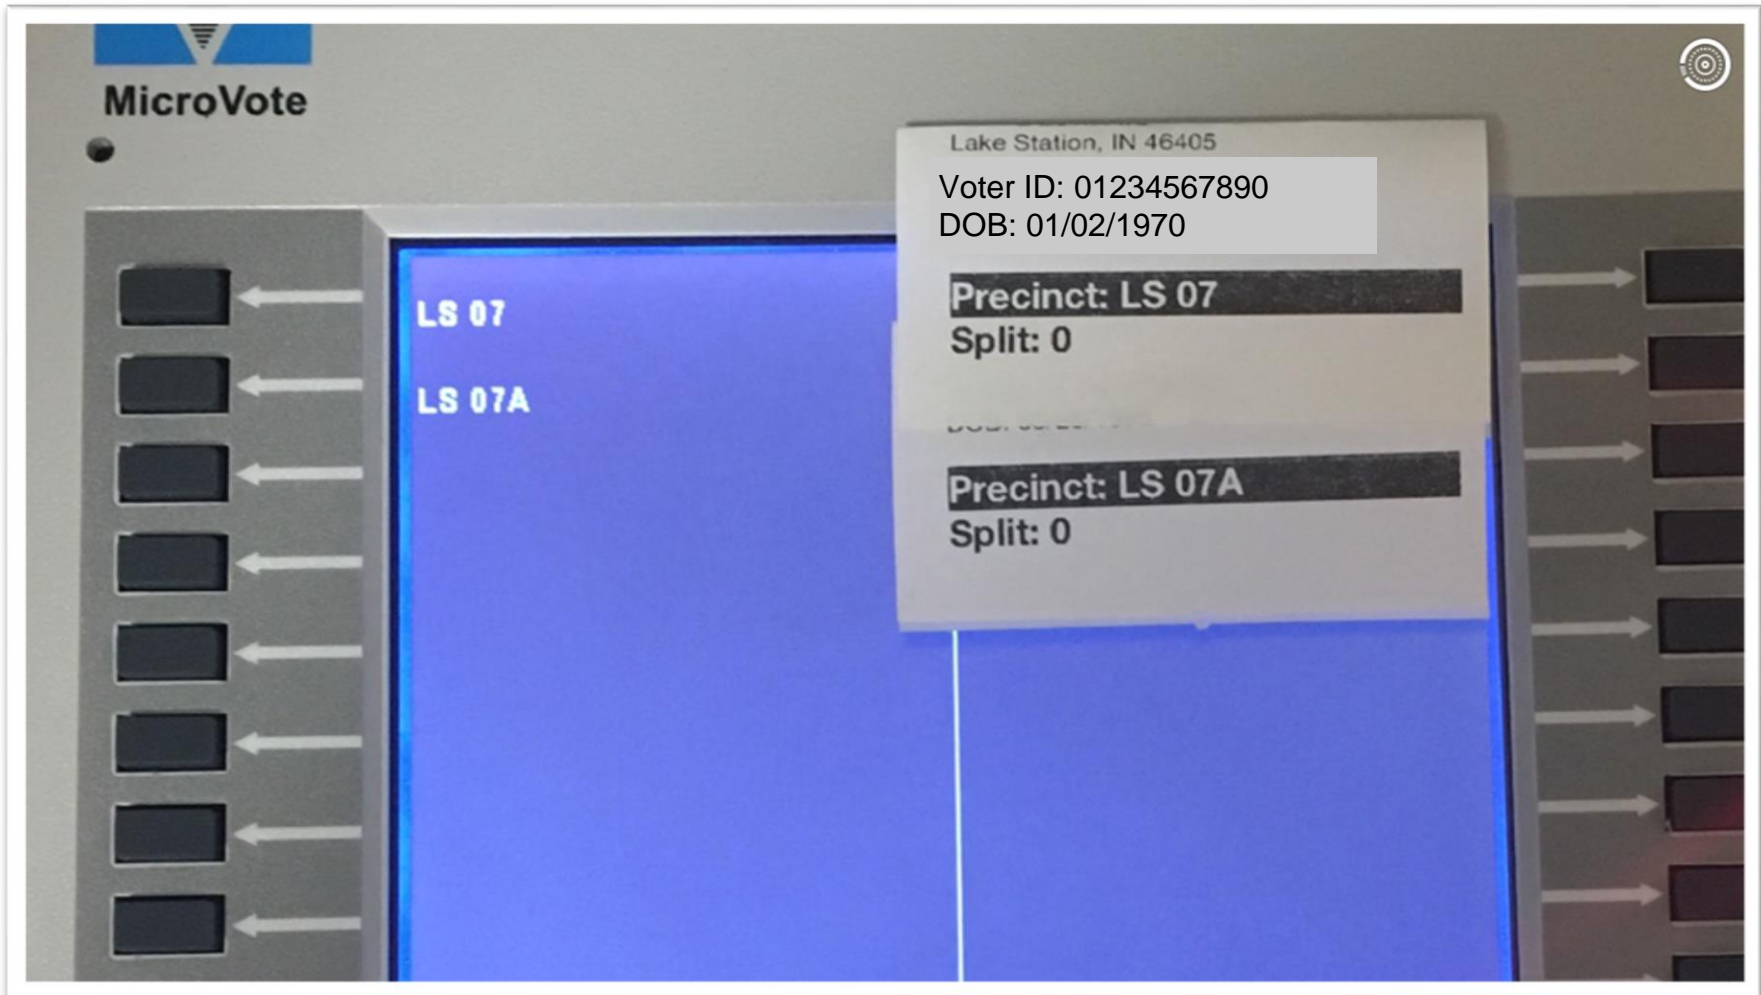 MicroVote
LS 07
LS 07A
Lake Station, IN 46405
Voter ID: 01234567890
DOB: 01/02/1970
Precinct: LS 07
Split: 0
Precinct: LS 07A
Split: 0